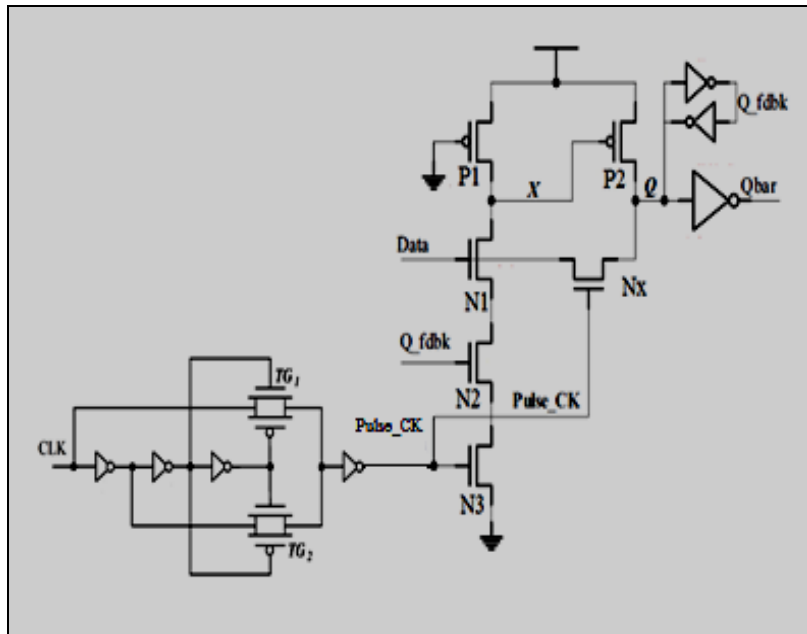 Q_fdbk
P1
X
P2
Q
Qbar
Data
N1
Nx
Q_fdbk
N2
Pulse_CK
TG1
CLK
Pulse_CK
N3
TG2